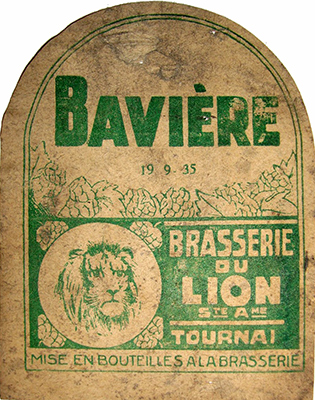 BAVIÈRE
19 9-35
BRASSERIE
DU
LION
STE AME
TOURNAI
MISE EN BOUTEILLES A LA BRASSERIE